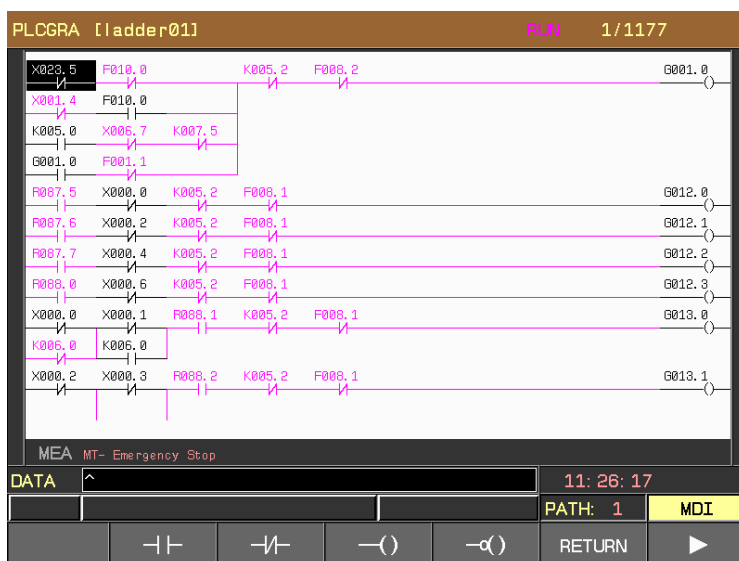 PLCGRA [ladder01] RUN 1/1177
X023.5 F010.0 K005.2 F008.2 G001.0
X001.4 F010.0
K005.0 X006.7 K007.5
G001.0 F001.1
R087.5 X000.0 K005.2 F008.1 G012.0
R087.6 X000.2 K005.2 F008.1 G012.1
R087.7 X000.4 K005.2 F008.1 G012.2
R088.0 X000.6 K005.2 F008.1 G012.3
X000.0 X000.1 R088.1 K005.2 F008.1 G013.0
K006.0 K006.0
X000.2 X000.3 R088.2 K005.2 F008.1 G013.1
MEA MT- Emergency Stop
DATA ^ 11:26:17
PATH: 1 MDI
RETURN